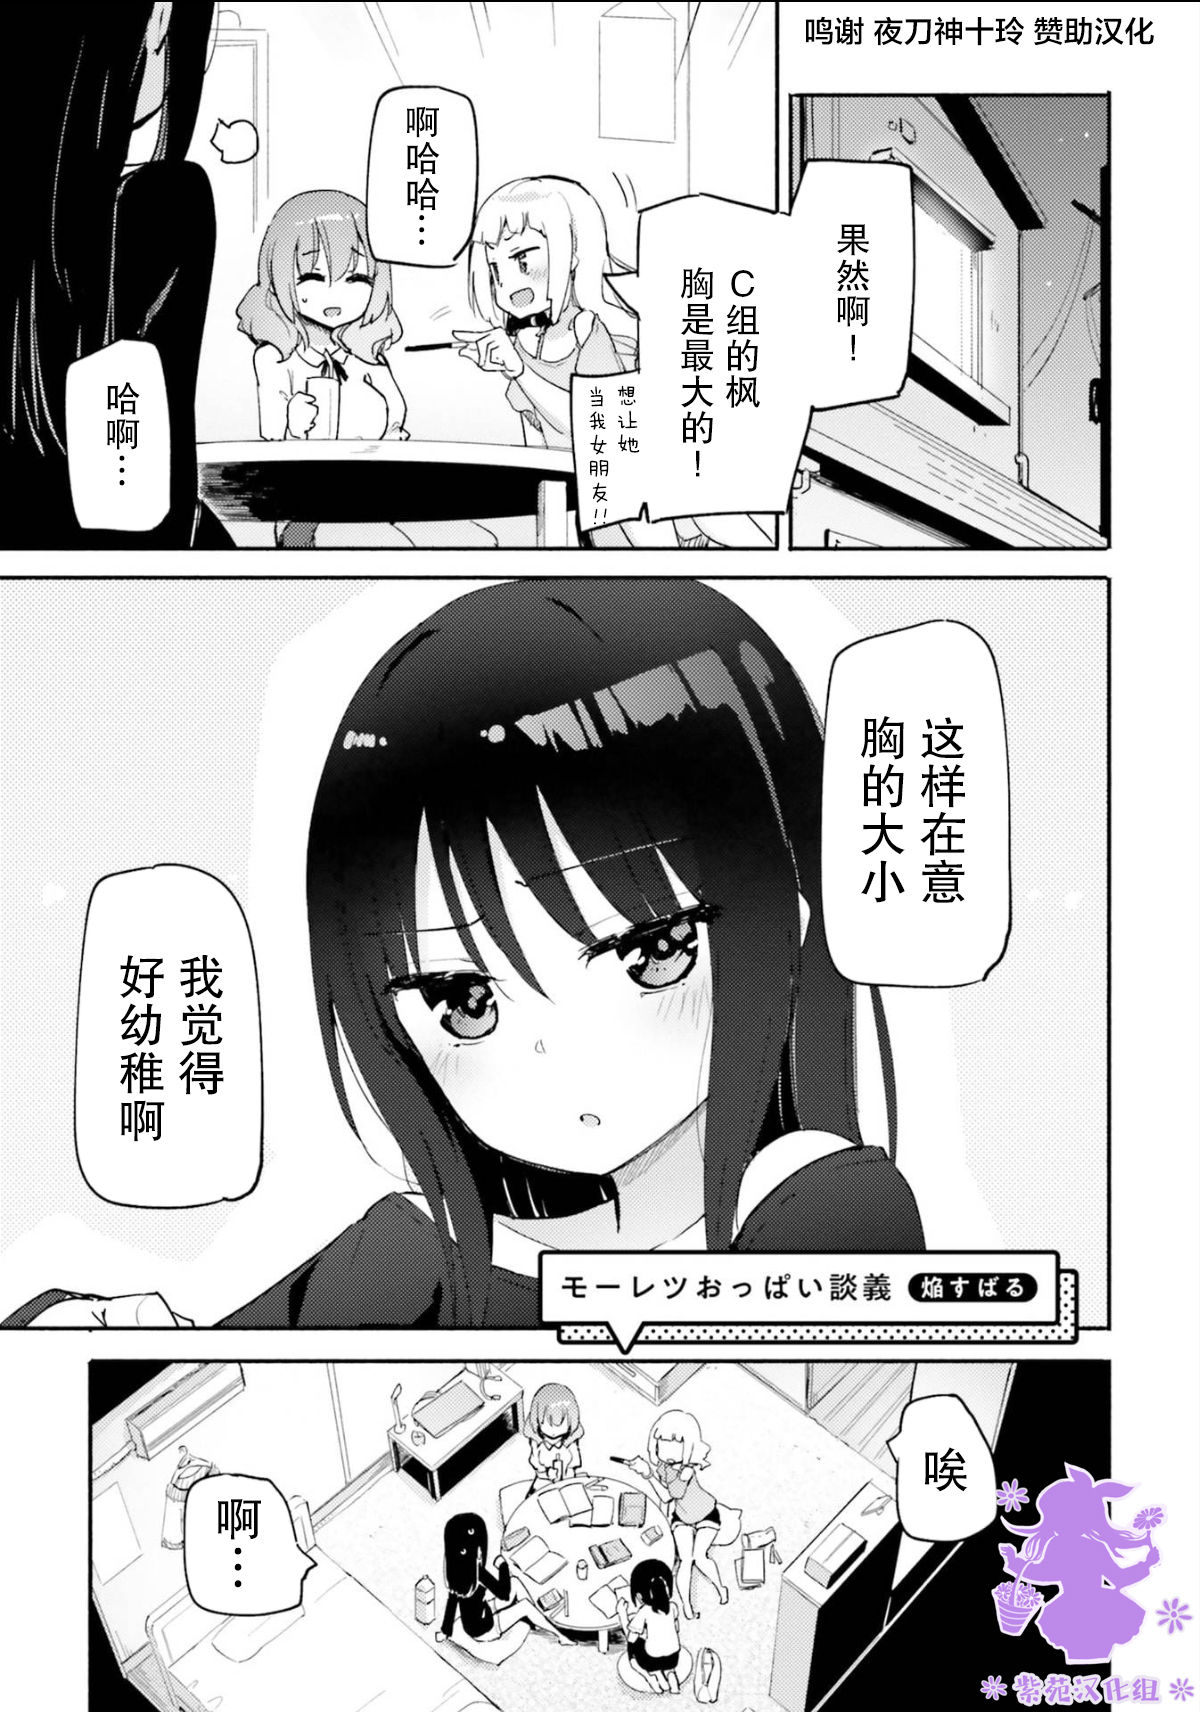 鸣谢 夜刀神十玲 赞助汉化
果然啊！
C组的枫
胸是最大的！
想让她
当我女朋友!!
啊哈哈…
哈啊…
这样在意
胸的大小
我觉得
好幼稚啊
モーレツおっぱい談義 焔すばる
唉
啊…
紫苑汉化组